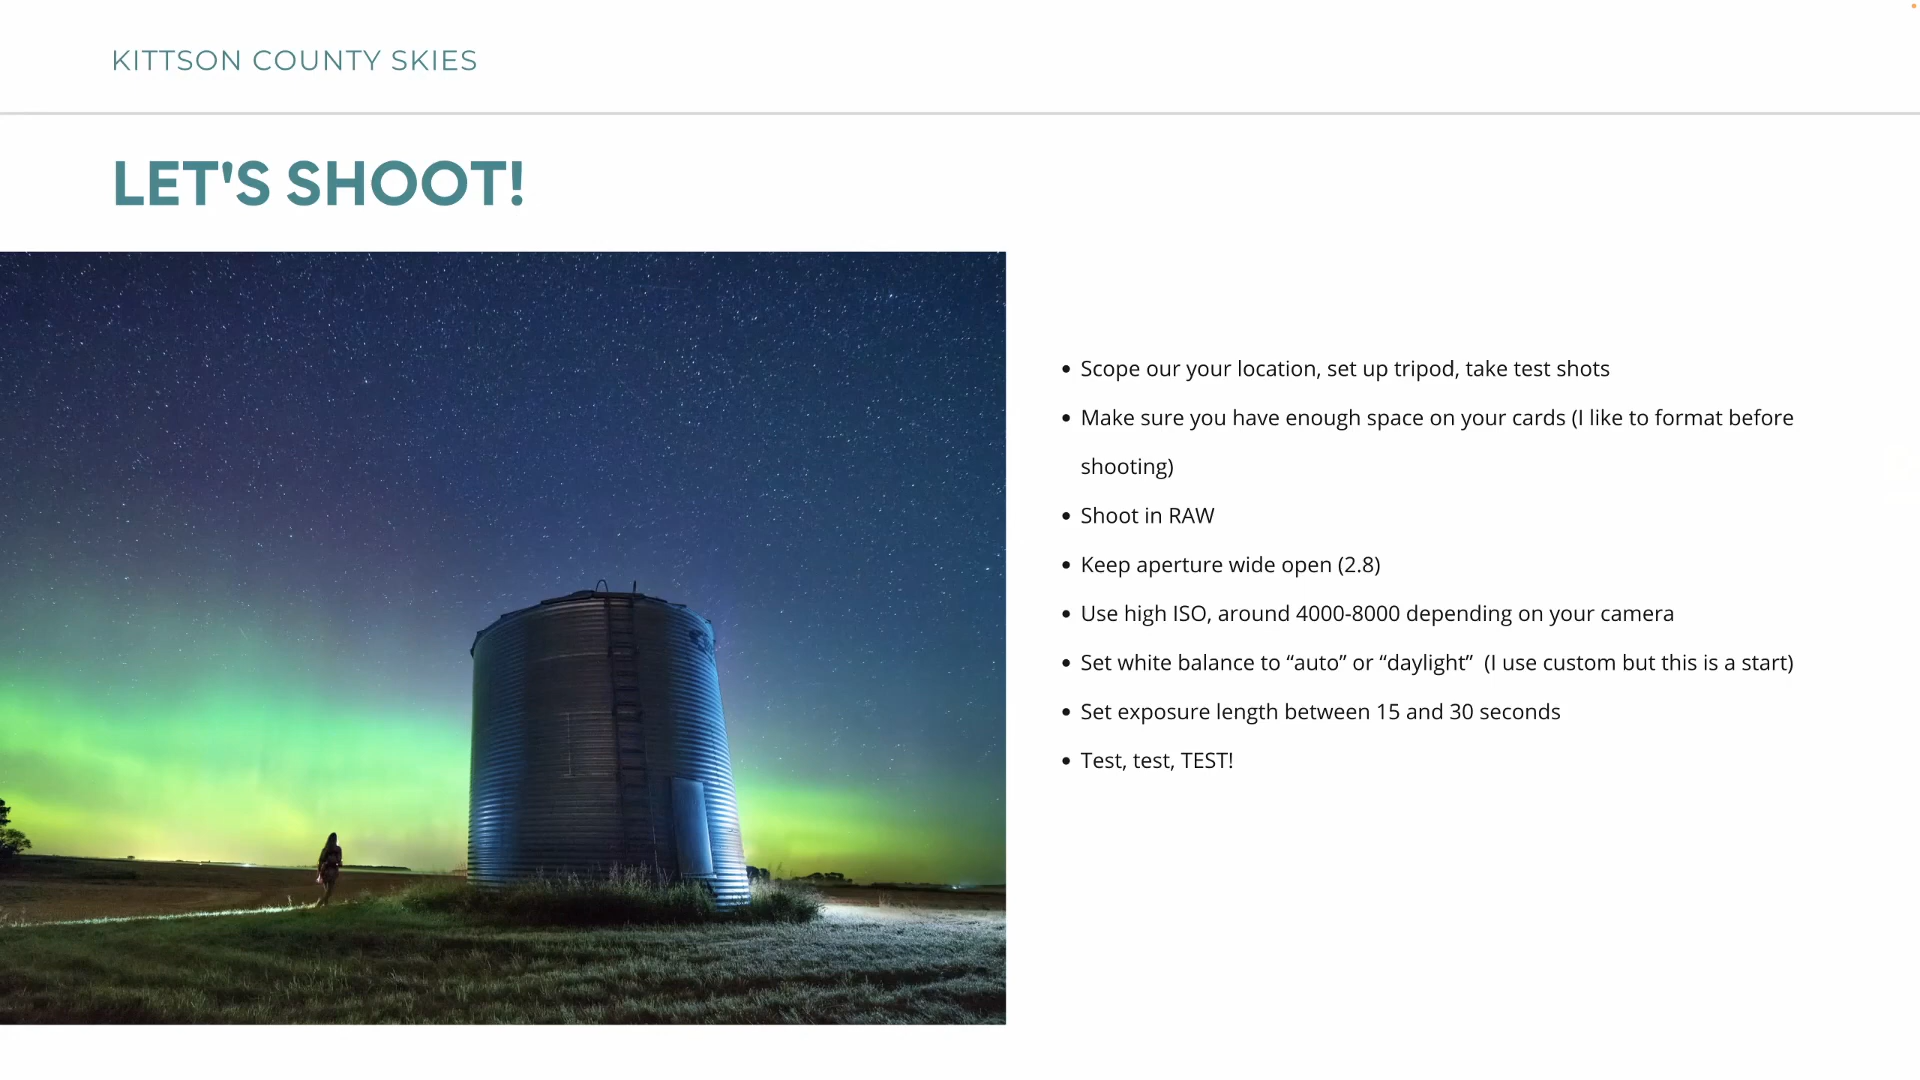 KITTSON COUNTY SKIES
LET'S SHOOT!
• Scope our your location, set up tripod, take test shots
• Make sure you have enough space on your cards (I like to format before
shooting)
• Shoot in RAW
• Keep aperture wide open (2.8)
• Use high ISO, around 4000-8000 depending on your camera
• Set white balance to “auto” or “daylight”  (I use custom but this is a start)
• Set exposure length between 15 and 30 seconds
• Test, test, TEST!